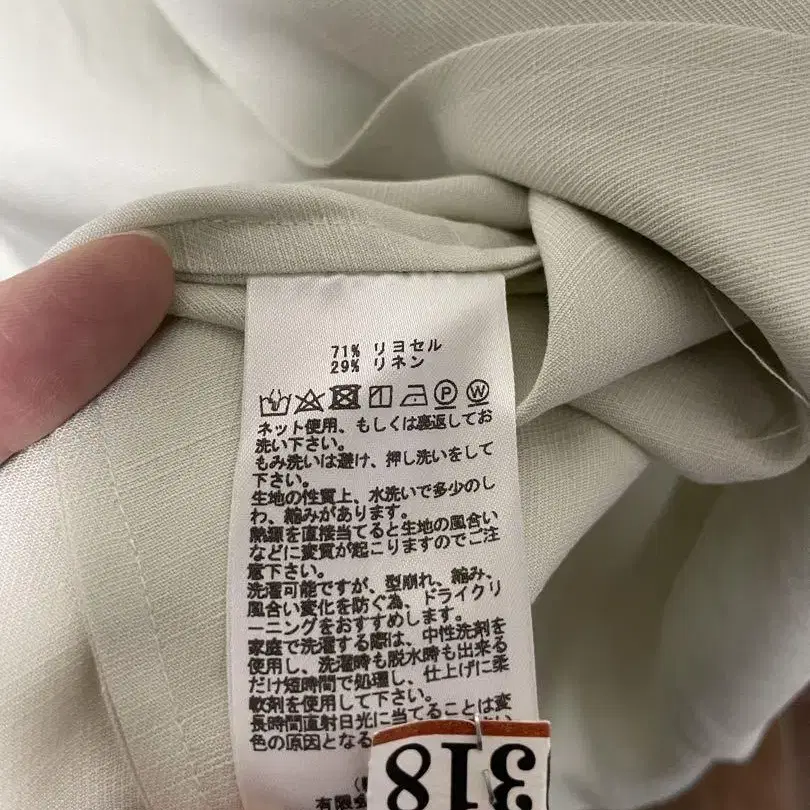 71% リヨセル
29% リネン
P W
ネット使用、もしくは裏返してお
洗い下さい。
もみ洗いは避け、押し洗いをして
下さい。
生地の性質上、水洗いで多少のし
わ、縮みがあります。
熱源を直接当てると生地の風合い
などに変質が起こりますのでご注
意下さい。
洗濯可能ですが、型崩れ、縮み、
風合い変化を防ぐ為、ドライクリ
ーニングをおすすめします。
家庭で洗濯する際は、中性洗剤を
使用し、洗濯時も脱水時も出来る
だけ短時間で処理し、仕上げに柔
軟剤を使用して下さい。
長時間直射日光に当てることは変
色の原因となる
有限会
318